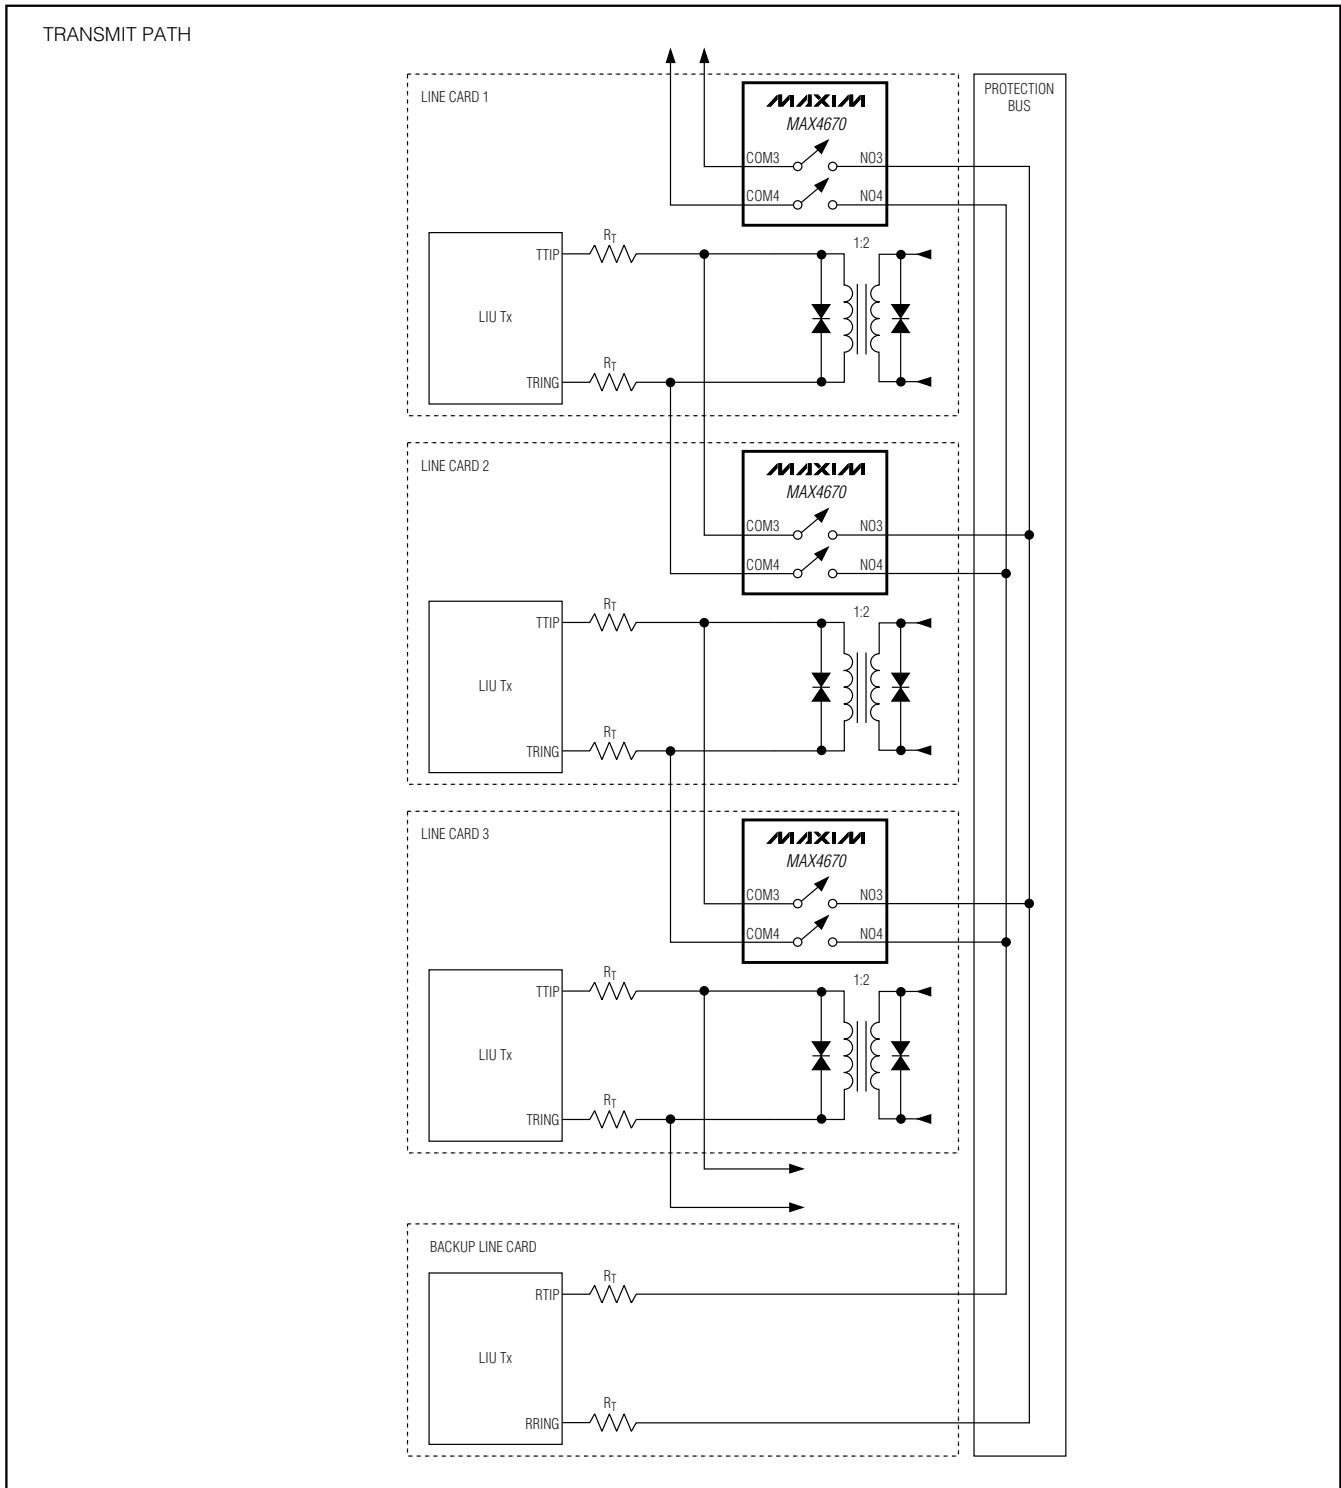 TRANSMIT PATH
LINE CARD 1
MAXIM
MAX4670
COM3
NO3
COM4
NO4
PROTECTION
BUS
RT
1:2
TTIP
LIU Tx
RT
TRING
LINE CARD 2
MAXIM
MAX4670
COM3
NO3
COM4
NO4
RT
1:2
TTIP
LIU Tx
RT
TRING
LINE CARD 3
MAXIM
MAX4670
COM3
NO3
COM4
NO4
RT
1:2
TTIP
LIU Tx
RT
TRING
BACKUP LINE CARD
RT
RTIP
LIU Tx
RT
RRING